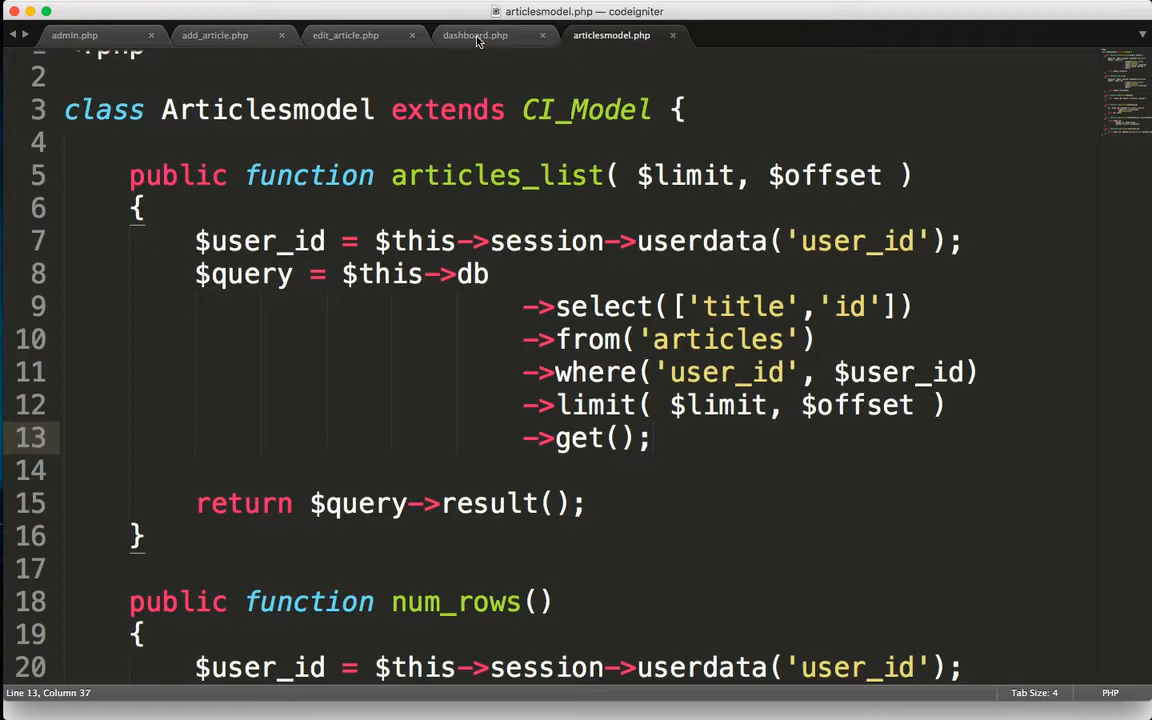 articlesmodel.php — codeigniter
admin.php × add_article.php × edit_article.php × dashboard.php × articlesmodel.php ×
1 <?php
2
3 class Articlesmodel extends CI_Model {
4
5 public function articles_list( $limit, $offset )
6 {
7 $user_id = $this->session->userdata('user_id');
8 $query = $this->db
9 ->select(['title','id'])
10 ->from('articles')
11 ->where('user_id', $user_id)
12 ->limit( $limit, $offset )
13 ->get();
14
15 return $query->result();
16 }
17
18 public function num_rows()
19 {
20 $user_id = $this->session->userdata('user_id');
Line 13, Column 37 Tab Size: 4 PHP